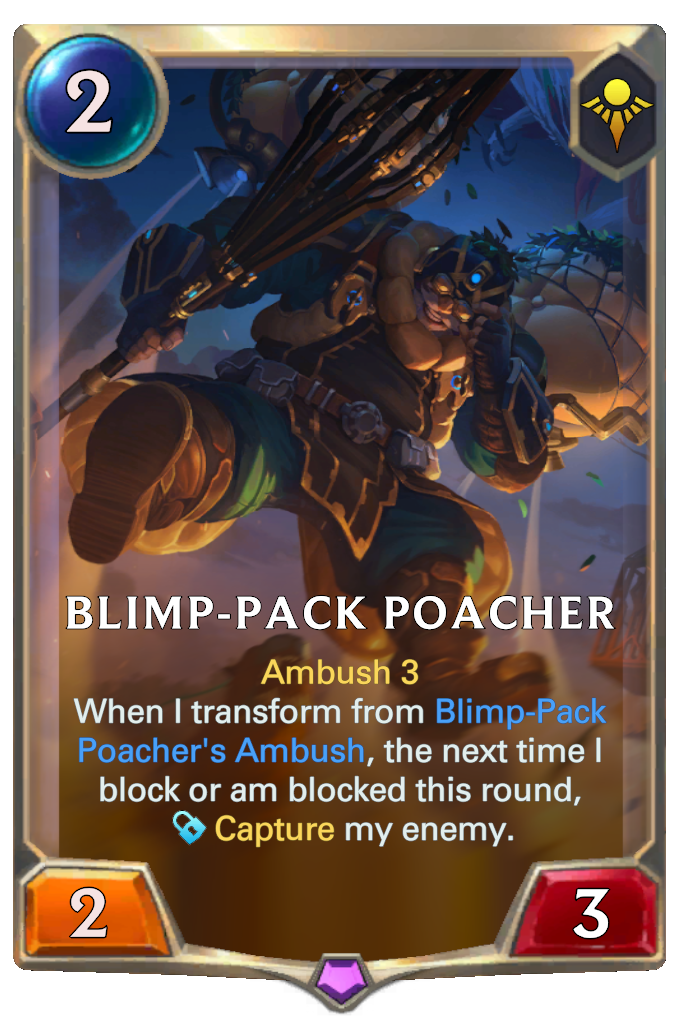 2
BLIMP-PACK POACHER
Ambush 3
When I transform from Blimp-Pack
Poacher's Ambush, the next time I
block or am blocked this round,
Capture my enemy.
2
3